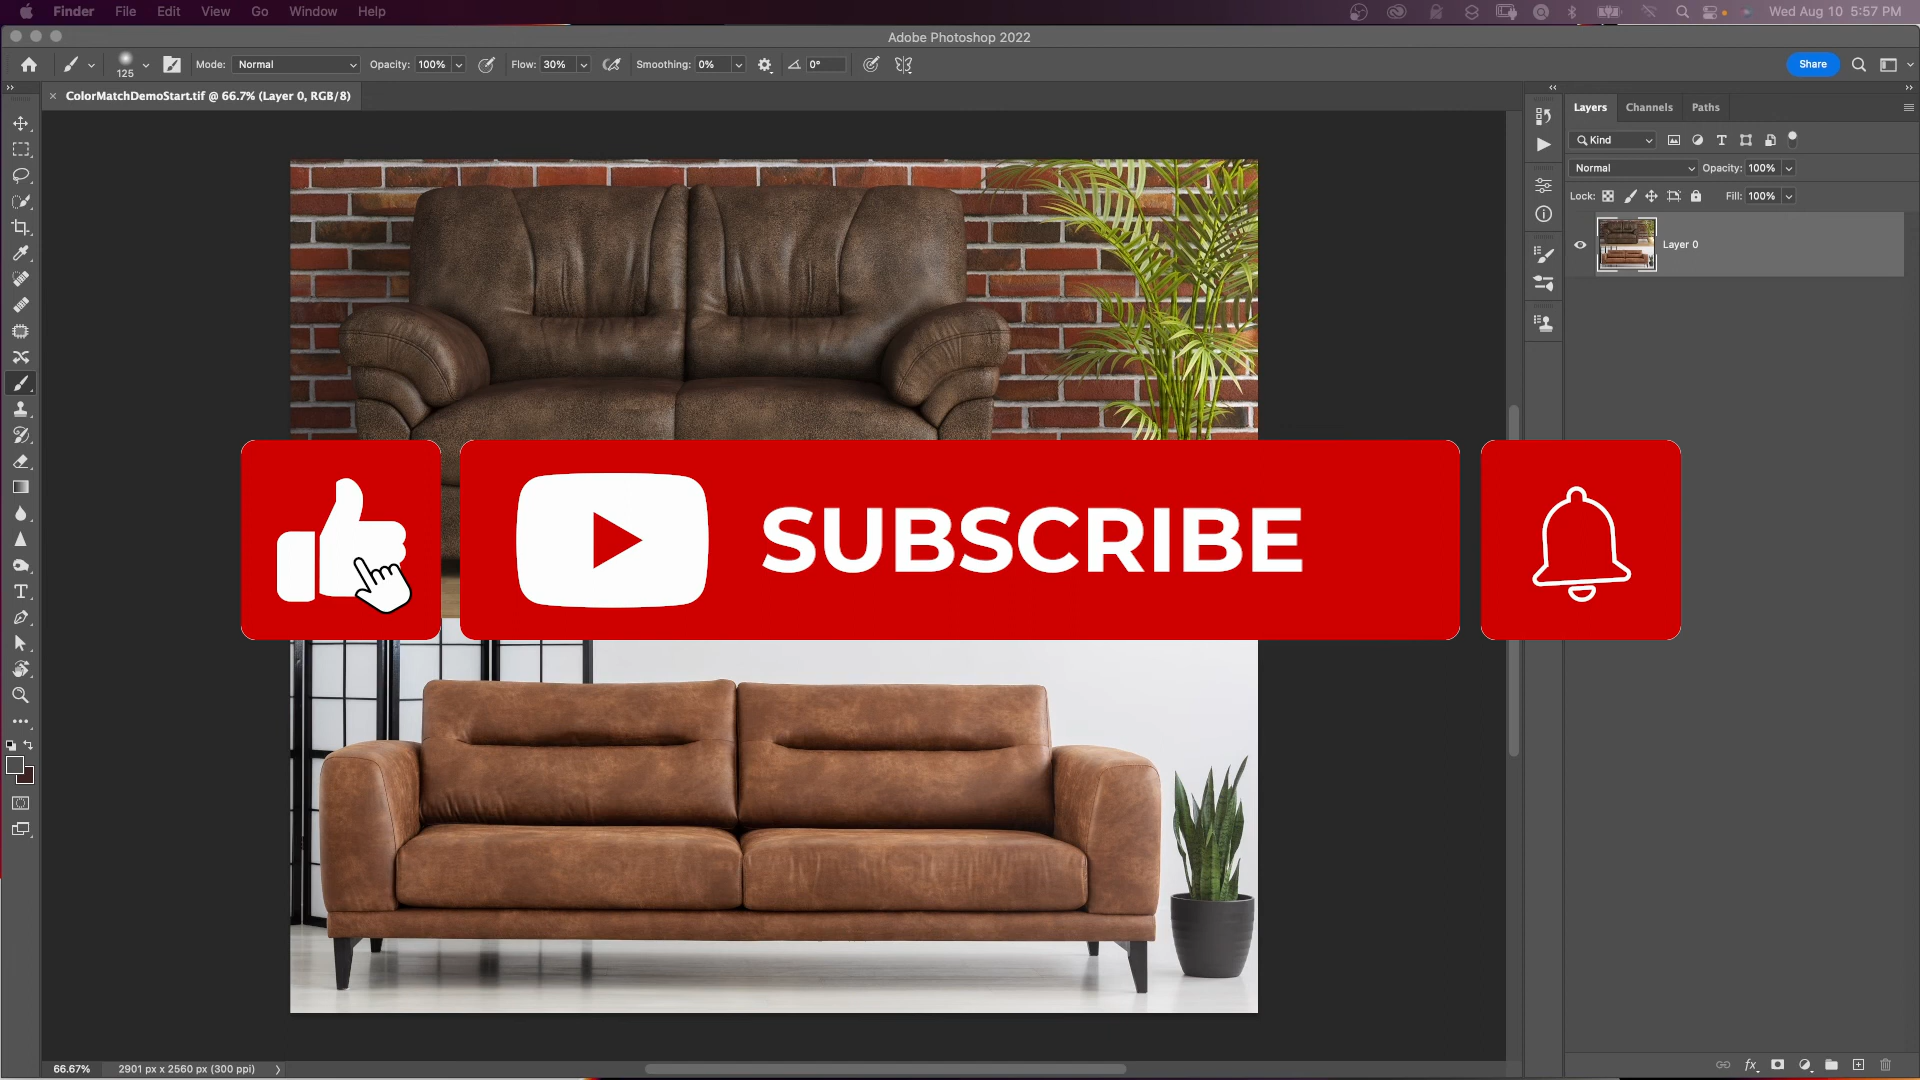 Finder File Edit View Go Window Help Wed Aug 10 5:57 PM
Adobe Photoshop 2022
125 Mode: Normal Opacity: 100% Flow: 30% Smoothing: 0% 0° Share
ColorMatchDemoStart.tif @ 66.7% (Layer 0, RGB/8)
Layers Channels Paths
Kind
Normal Opacity: 100%
Lock: Fill: 100%
Layer 0
SUBSCRIBE
66.67% 2901 px x 2560 px (300 ppi)